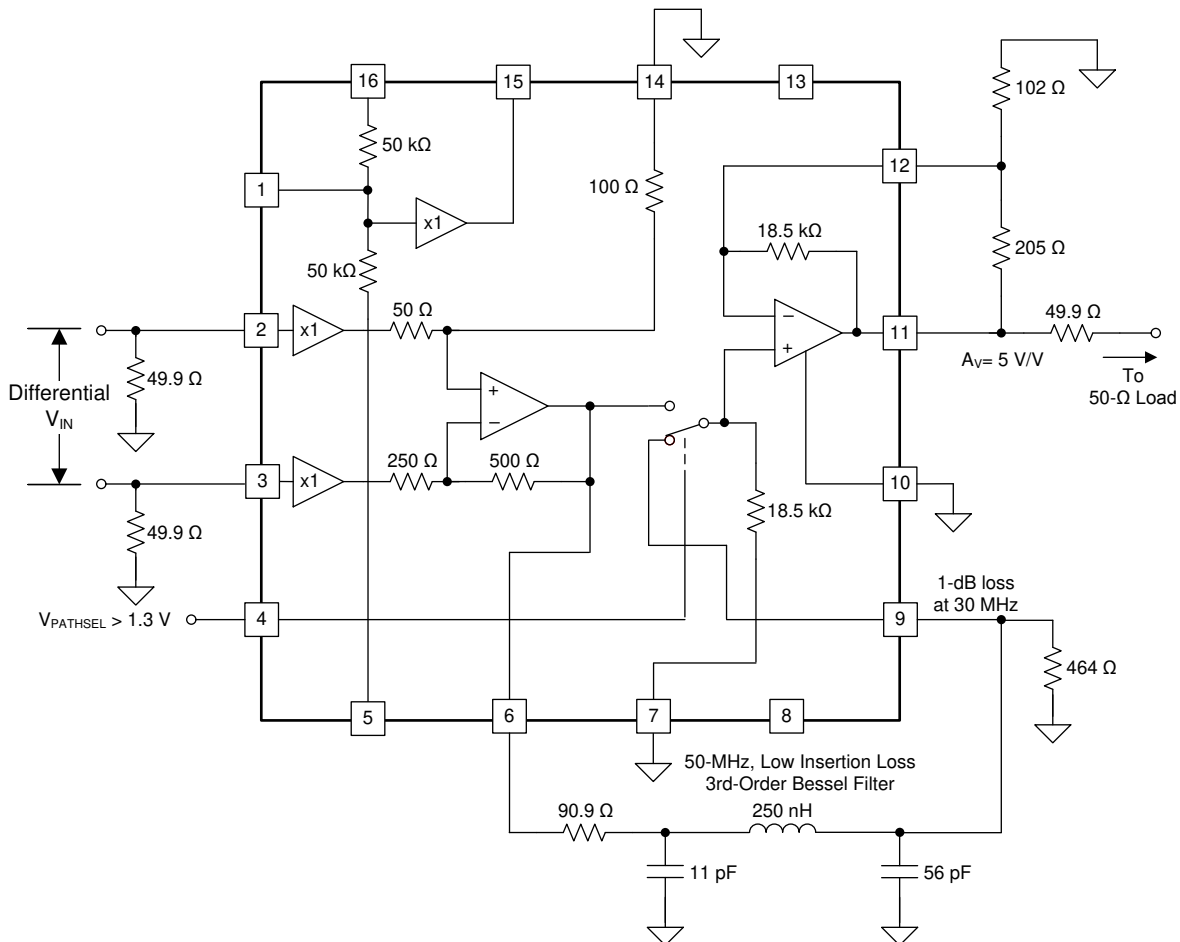 16
15
14
13
102 Ω
50 kΩ
12
1
100 Ω
x1
18.5 kΩ
205 Ω
50 kΩ
50 Ω
2
x1
−
+
11
49.9 Ω
49.9 Ω
AV= 5 V/V
To
50-Ω Load
Differential
VIN
+
−
250 Ω
500 Ω
3
x1
10
18.5 kΩ
49.9 Ω
1-dB loss
at 30 MHz
VPATHSEL > 1.3 V
4
9
464 Ω
5
6
7
8
50-MHz, Low Insertion Loss
3rd-Order Bessel Filter
90.9 Ω
250 nH
11 pF
56 pF